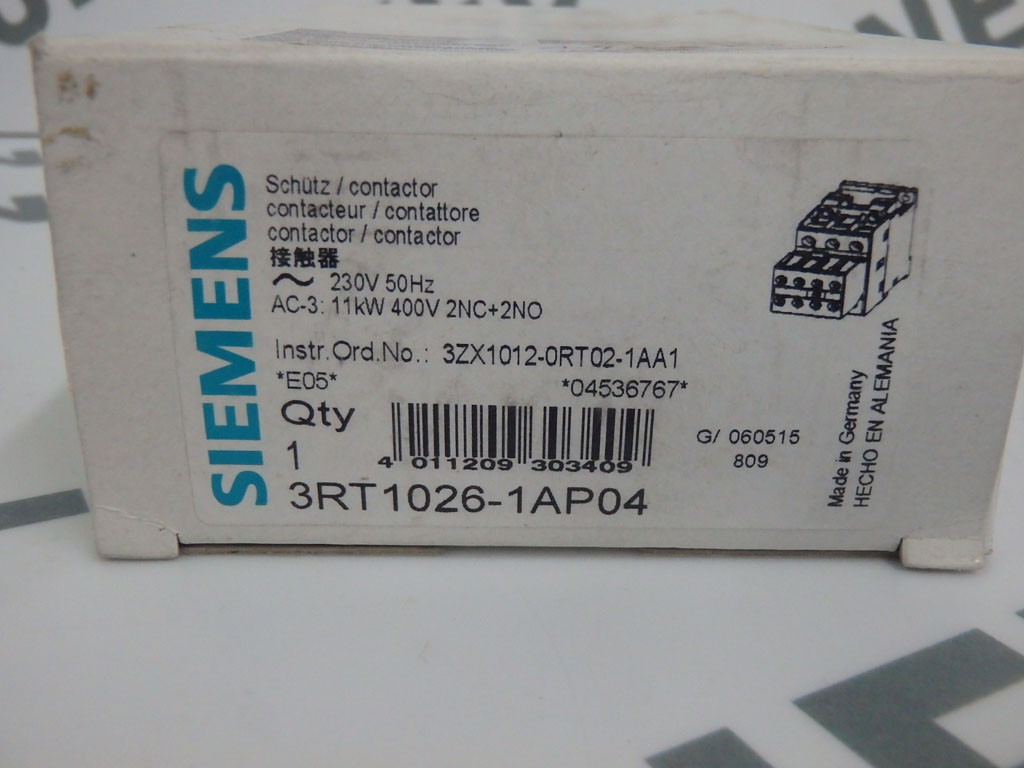 SIEMENS
Schütz / contactor
contacteur / contattore
contactor / contactor
接触器
～ 230V 50Hz
AC-3: 11kW 400V 2NC+2NO
Instr.Ord.No.: 3ZX1012-0RT02-1AA1
*E05* *04536767*
Qty
1
4 011209 303409
3RT1026-1AP04
G/ 060515
809
Made in Germany
HECHO EN ALEMANIA